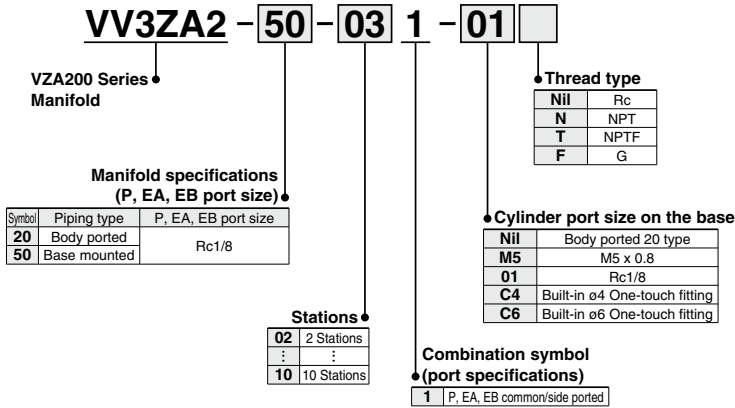 VV3ZA2 - 50 - 03 1 - 01
VZA200 Series
Manifold
Thread type
Nil Rc
N NPT
T NPTF
F G
Manifold specifications
(P, EA, EB port size)
Symbol Piping type P, EA, EB port size
20 Body ported Rc1/8
50 Base mounted
Cylinder port size on the base
Nil Body ported 20 type
M5 M5 x 0.8
01 Rc1/8
C4 Built-in ø4 One-touch fitting
C6 Built-in ø6 One-touch fitting
Stations
02 2 Stations
⋮ ⋮
10 10 Stations
Combination symbol
(port specifications)
1 P, EA, EB common/side ported